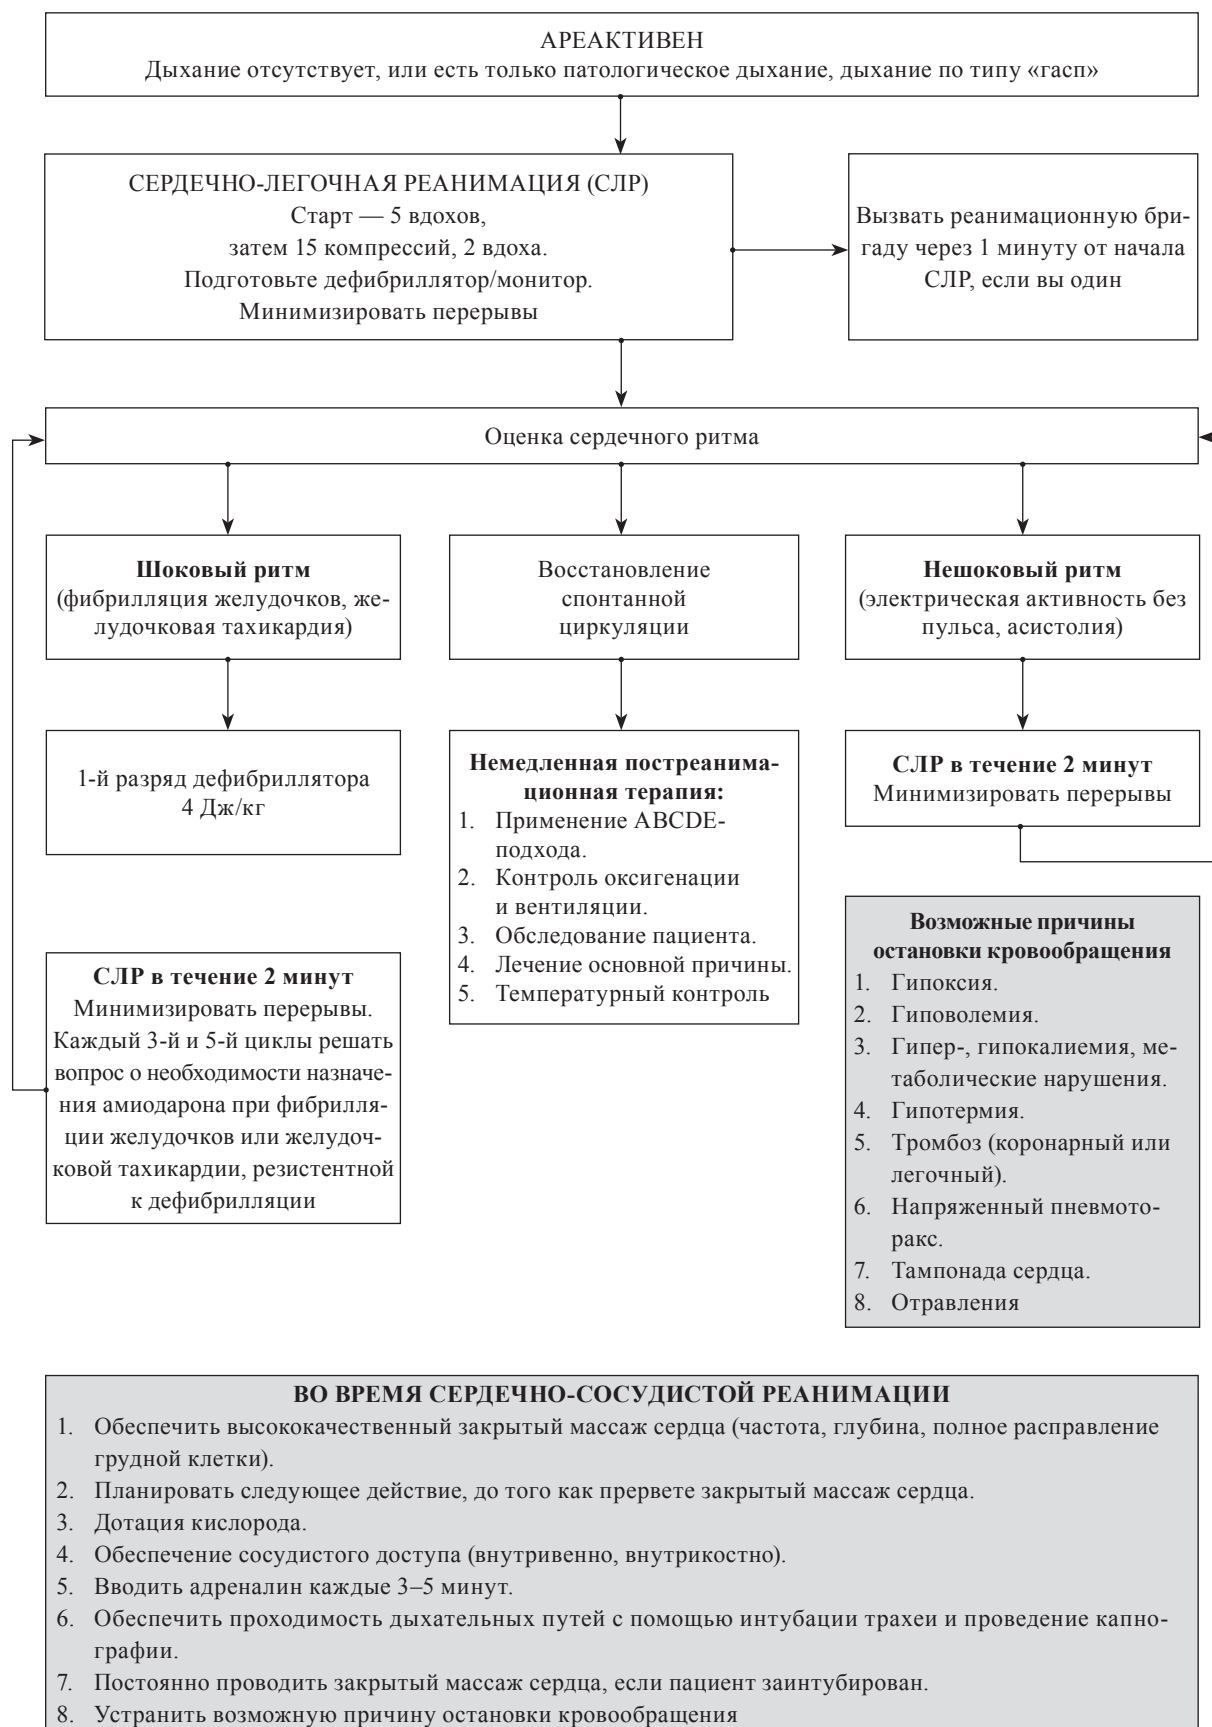 АРЕАКТИВЕН
Дыхание отсутствует, или есть только патологическое дыхание, дыхание по типу «гасп»
СЕРДЕЧНО-ЛЕГОЧНАЯ РЕАНИМАЦИЯ (СЛР)
Старт — 5 вдохов,
затем 15 компрессий, 2 вдоха.
Подготовьте дефибриллятор/монитор.
Минимизировать перерывы
Вызвать реанимационную бри-
гаду через 1 минуту от начала
СЛР, если вы один
Оценка сердечного ритма
Шоковый ритм
(фибрилляция желудочков, же-
лудочковая тахикардия)
Восстановление
спонтанной
циркуляции
Нешоковый ритм
(электрическая активность без
пульса, асистолия)
1-й разряд дефибриллятора
4 Дж/кг
Немедленная постреанима-
ционная терапия:
1. Применение ABCDE-
подхода.
2. Контроль оксигенации
и вентиляции.
3. Обследование пациента.
4. Лечение основной причины.
5. Температурный контроль
СЛР в течение 2 минут
Минимизировать перерывы
СЛР в течение 2 минут
Минимизировать перерывы.
Каждый 3-й и 5-й циклы решать
вопрос о необходимости назначе-
ния амиодарона при фибрилля-
ции желудочков или желудоч-
ковой тахикардии, резистентной
к дефибрилляции
Возможные причины
остановки кровообращения
1. Гипоксия.
2. Гиповолемия.
3. Гипер-, гипокалиемия, ме-
таболические нарушения.
4. Гипотермия.
5. Тромбоз (коронарный или
легочный).
6. Напряженный пневмото-
ракс.
7. Тампонада сердца.
8. Отравления
ВО ВРЕМЯ СЕРДЕЧНО-СОСУДИСТОЙ РЕАНИМАЦИИ
1. Обеспечить высококачественный закрытый массаж сердца (частота, глубина, полное расправление
грудной клетки).
2. Планировать следующее действие, до того как прервете закрытый массаж сердца.
3. Дотация кислорода.
4. Обеспечение сосудистого доступа (внутривенно, внутрикостно).
5. Вводить адреналин каждые 3–5 минут.
6. Обеспечить проходимость дыхательных путей с помощью интубации трахеи и проведение капно-
графии.
7. Постоянно проводить закрытый массаж сердца, если пациент заинтубирован.
8. Устранить возможную причину остановки кровообращения